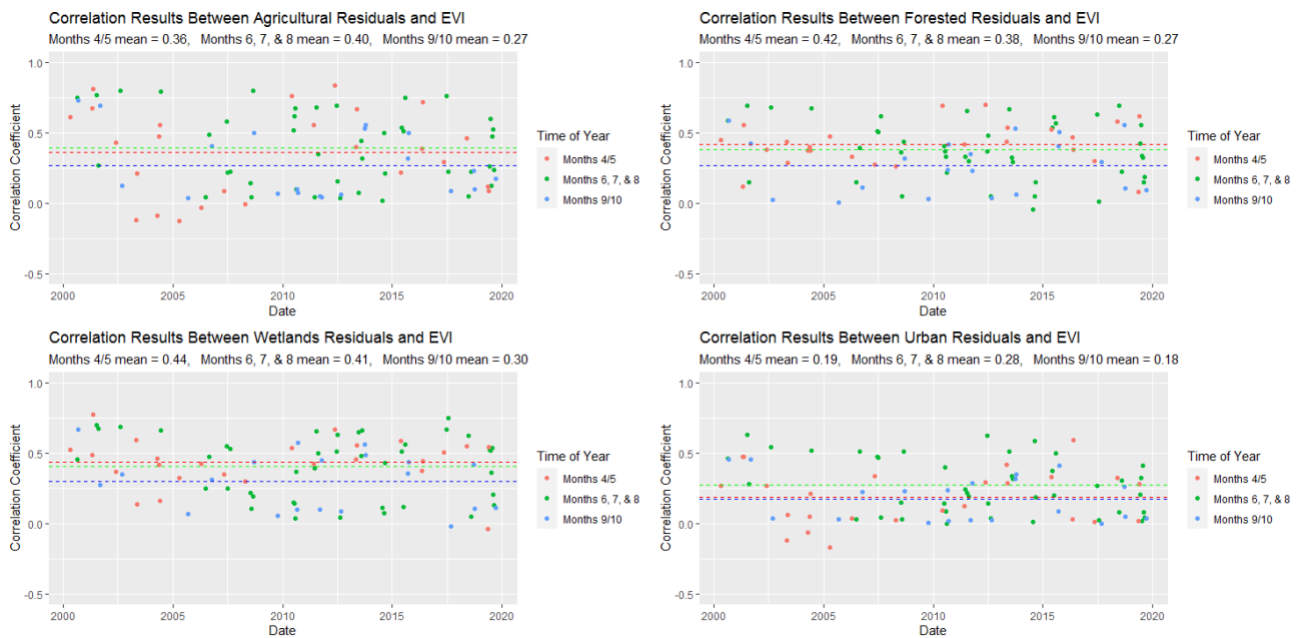 Correlation Results Between Agricultural Residuals and EVI
Months 4/5 mean = 0.36, Months 6, 7, & 8 mean = 0.40, Months 9/10 mean = 0.27
1.0
0.5
0.0
-0.5
Correlation Coefficient
2000 2005 2010 2015 2020
Date
Time of Year
Months 4/5
Months 6, 7, & 8
Months 9/10
Correlation Results Between Forested Residuals and EVI
Months 4/5 mean = 0.42, Months 6, 7, & 8 mean = 0.38, Months 9/10 mean = 0.27
1.0
0.5
0.0
-0.5
Correlation Coefficient
2000 2005 2010 2015 2020
Date
Time of Year
Months 4/5
Months 6, 7, & 8
Months 9/10
Correlation Results Between Wetlands Residuals and EVI
Months 4/5 mean = 0.44, Months 6, 7, & 8 mean = 0.41, Months 9/10 mean = 0.30
1.0
0.5
0.0
-0.5
Correlation Coefficient
2000 2005 2010 2015 2020
Date
Time of Year
Months 4/5
Months 6, 7, & 8
Months 9/10
Correlation Results Between Urban Residuals and EVI
Months 4/5 mean = 0.19, Months 6, 7, & 8 mean = 0.28, Months 9/10 mean = 0.18
1.0
0.5
0.0
-0.5
Correlation Coefficient
2000 2005 2010 2015 2020
Date
Time of Year
Months 4/5
Months 6, 7, & 8
Months 9/10